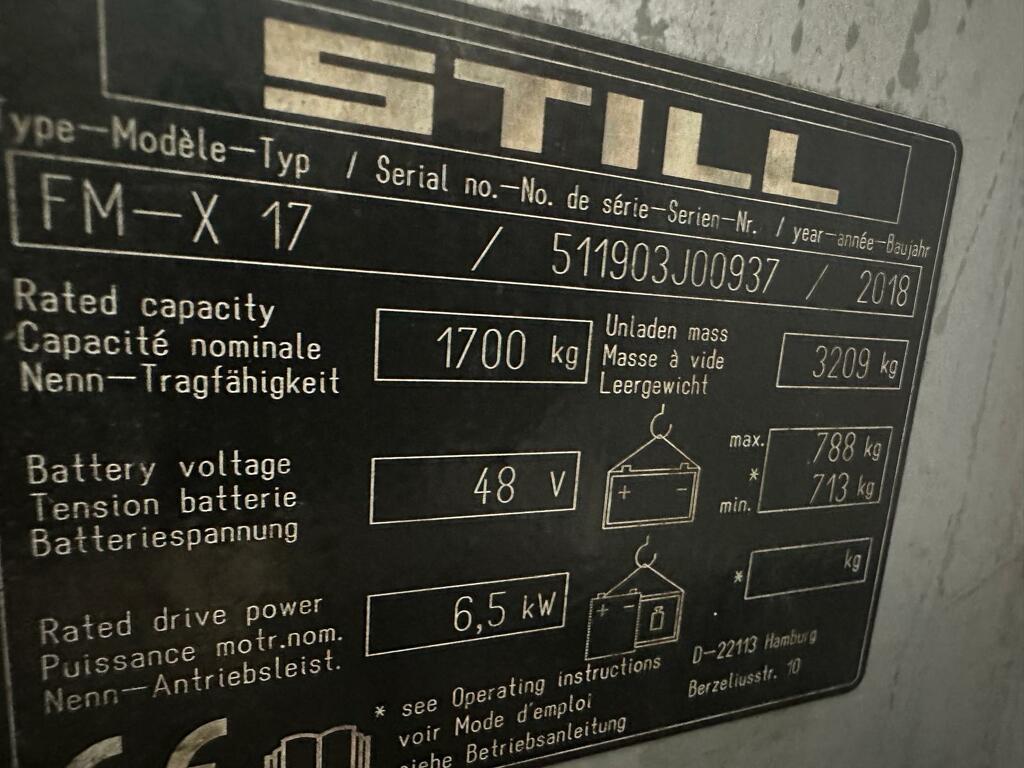 STILL
ype-Modèle-Typ / Serial no.-No. de série-Serien-Nr. / year-année-Baujahr
FM-X 17 / 511903J00937 / 2018
Rated capacity
Capacité nominale
Nenn-Tragfähigkeit
1700 kg
Unladen mass
Masse à vide
Leergewicht
3209 kg
Battery voltage
Tension batterie
Batteriespannung
48 V
+ -
max. 788 kg
*
min. 713 kg
Rated drive power
Puissance motr.nom.
Nenn-Antriebsleist.
6,5 kW
+ -
* kg
* see Operating instructions
voir Mode d'emploi
siehe Betriebsanleitung
D-22113 Hamburg
Berzeliusstr. 10
CE